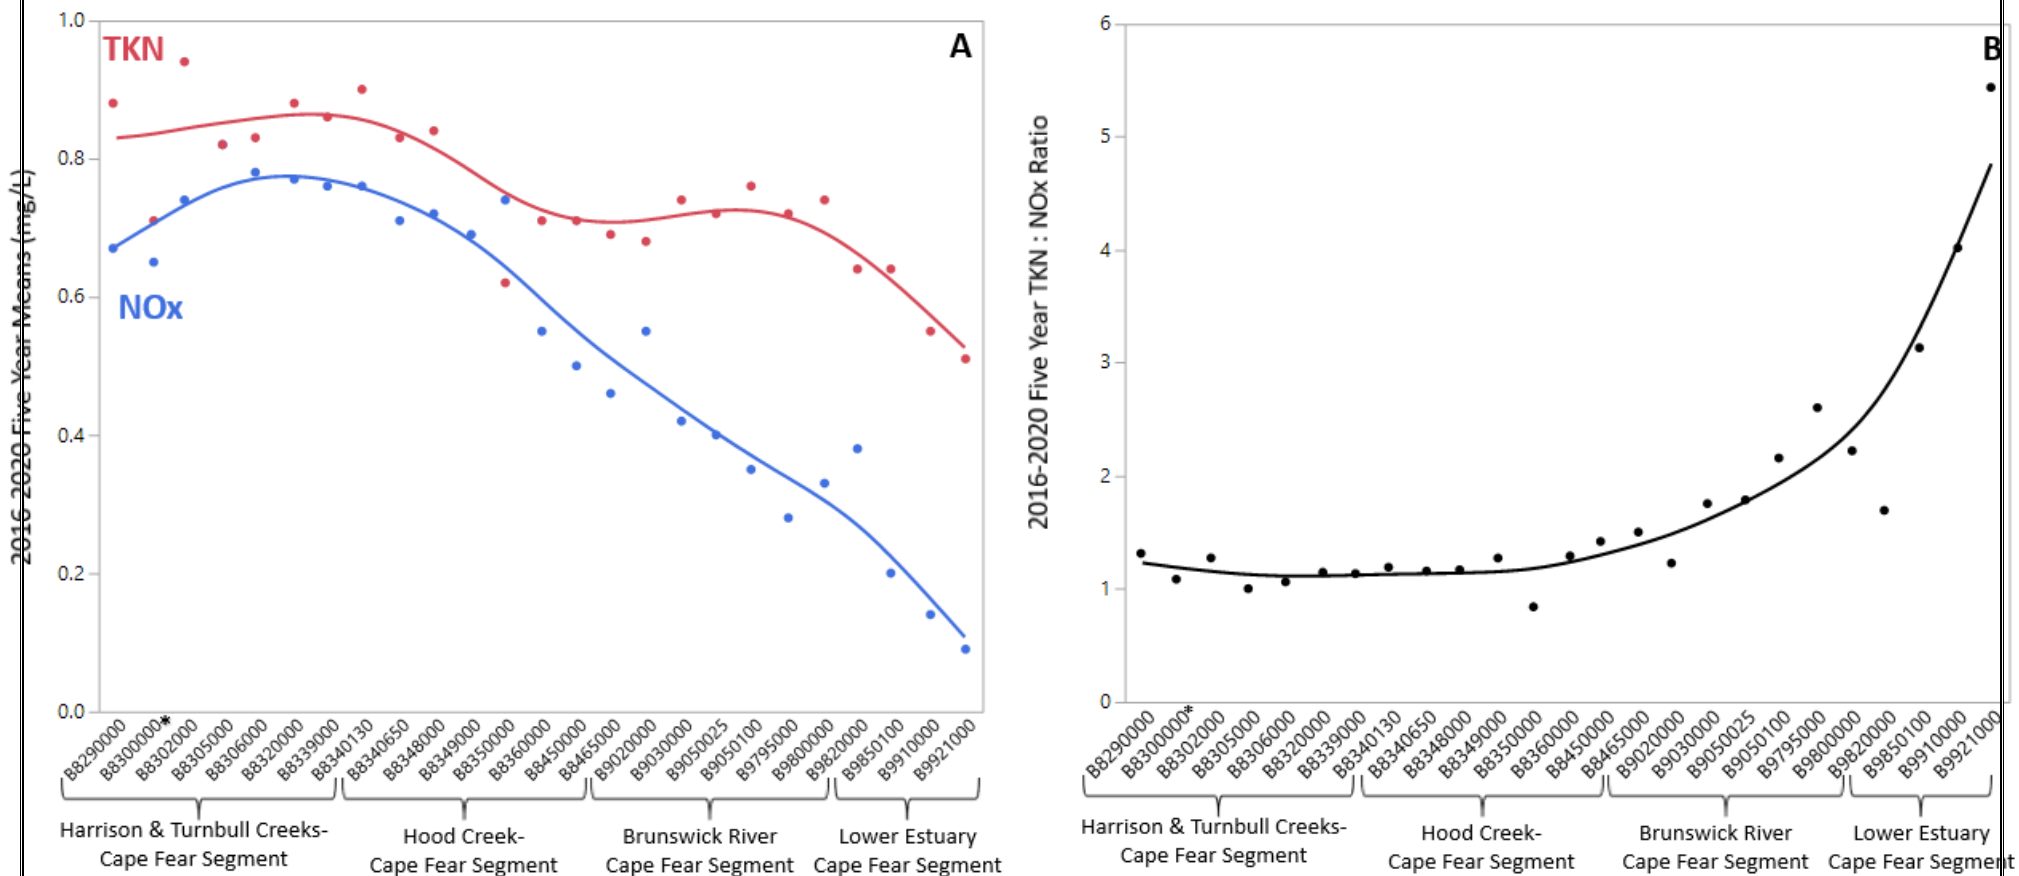 1.0
TKN
A
0.8
0.6
NOx
0.4
0.2
0.0
2016-2020 Five Year Means (mg/L)
B8290000
B8300000*
B8302000
B8305000
B8306000
B8320000
B8339000
B8340130
B8340650
B8348000
B8349000
B8350000
B8360000
B8450000
B8465000
B9020000
B9030000
B9050025
B9050100
B9795000
B9800000
B9820000
B9850100
B9910000
B9921000
Harrison & Turnbull Creeks-
Cape Fear Segment
Hood Creek-
Cape Fear Segment
Brunswick River
Cape Fear Segment
Lower Estuary
Cape Fear Segment
6
B
5
4
3
2
1
0
2016-2020 Five Year TKN : NOx Ratio
B8290000
B8300000*
B8302000
B8305000
B8306000
B8320000
B8339000
B8340130
B8340650
B8348000
B8349000
B8350000
B8360000
B8450000
B8465000
B9020000
B9030000
B9050025
B9050100
B9795000
B9800000
B9820000
B9850100
B9910000
B9921000
Harrison & Turnbull Creeks-
Cape Fear Segment
Hood Creek-
Cape Fear Segment
Brunswick River
Cape Fear Segment
Lower Estuary
Cape Fear Segment